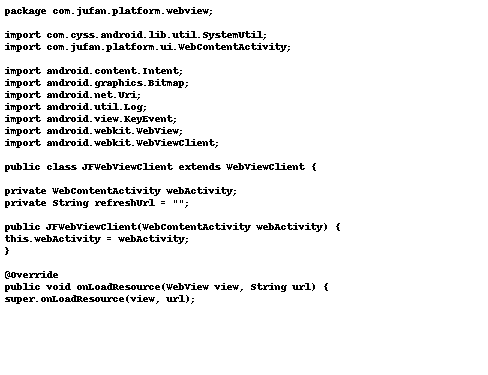 package com.jufan.platform.webview;
import com.cyss.android.lib.util.SystemUtil;
import com.jufan.platform.ui.WebContentActivity;
import android.content.Intent;
import android.graphics.Bitmap;
import android.net.Uri;
import android.util.Log;
import android.view.KeyEvent;
import android.webkit.WebView;
import android.webkit.WebViewClient;
public class JFWebViewClient extends WebViewClient {
private WebContentActivity webActivity;
private String refreshUrl = "";
public JFWebViewClient(WebContentActivity webActivity) {
this.webActivity = webActivity;
}
@Override
public void onLoadResource(WebView view, String url) {
super.onLoadResource(view, url);